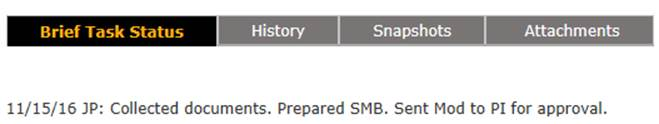 Brief Task Status History Snapshots Attachments
11/15/16 JP: Collected documents. Prepared SMB. Sent Mod to PI for approval.